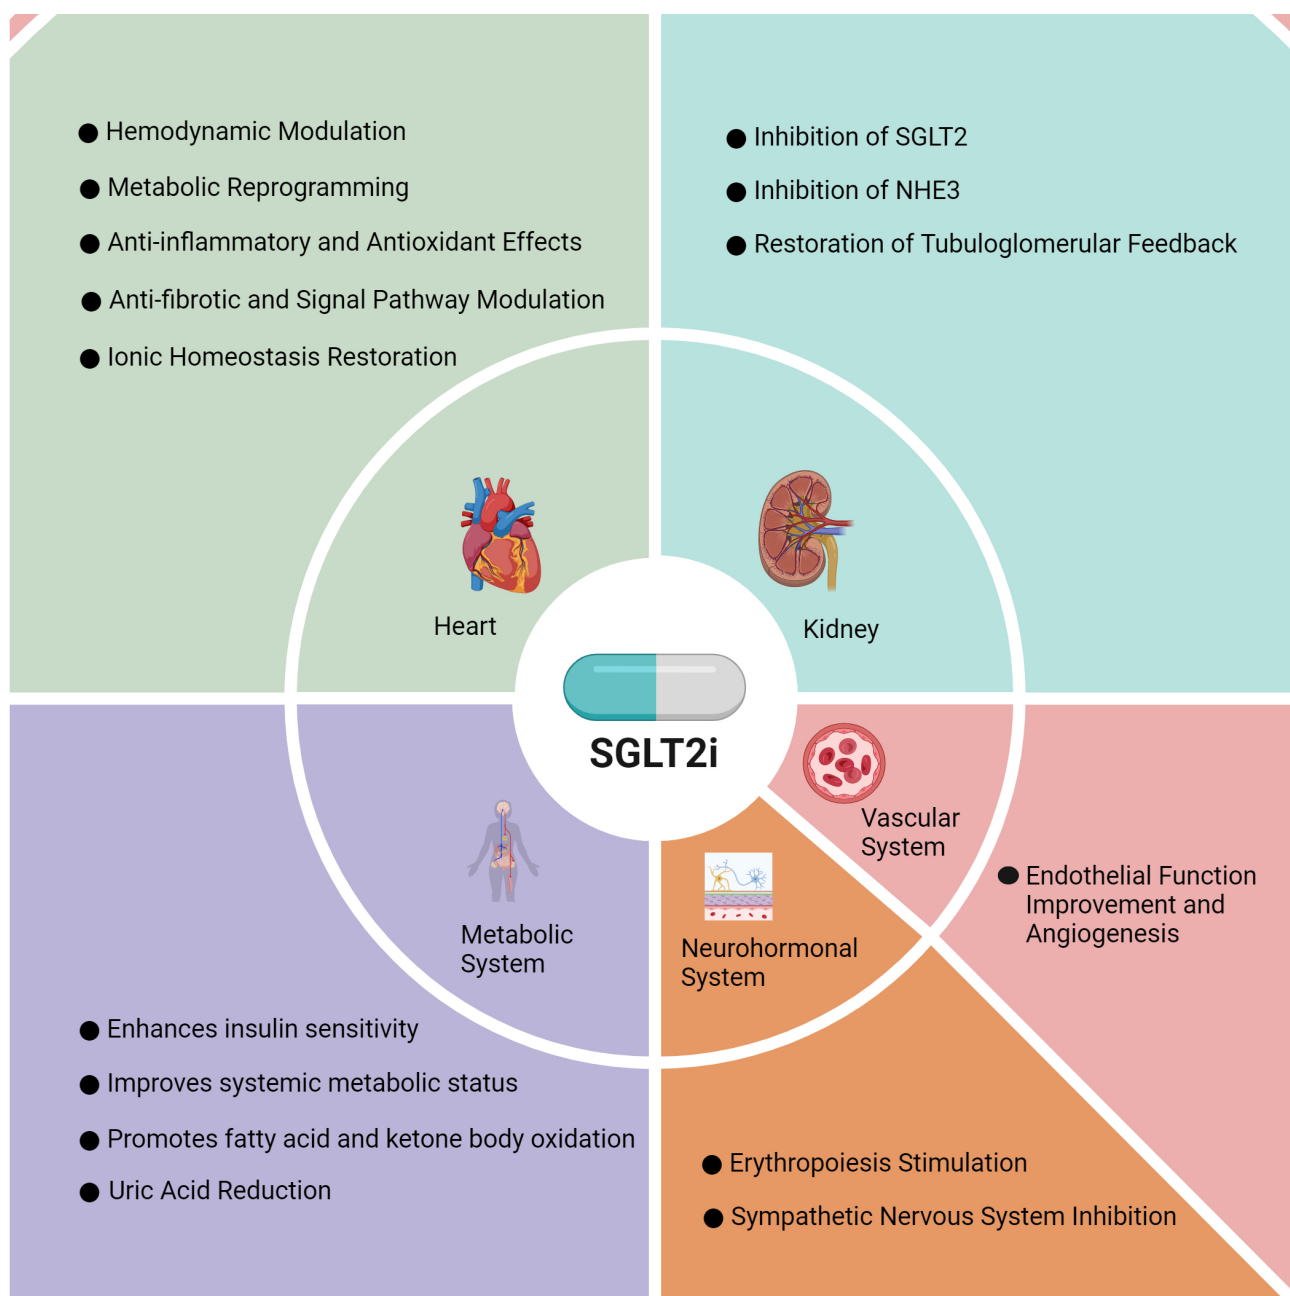 ● Hemodynamic Modulation
● Metabolic Reprogramming
● Anti-inflammatory and Antioxidant Effects
● Anti-fibrotic and Signal Pathway Modulation
● Ionic Homeostasis Restoration
● Inhibition of SGLT2
● Inhibition of NHE3
● Restoration of Tubuloglomerular Feedback
Heart
Kidney
SGLT2i
Vascular
System
● Endothelial Function
Improvement and
Angiogenesis
Metabolic
System
Neurohormonal
System
● Enhances insulin sensitivity
● Improves systemic metabolic status
● Promotes fatty acid and ketone body oxidation
● Uric Acid Reduction
● Erythropoiesis Stimulation
● Sympathetic Nervous System Inhibition